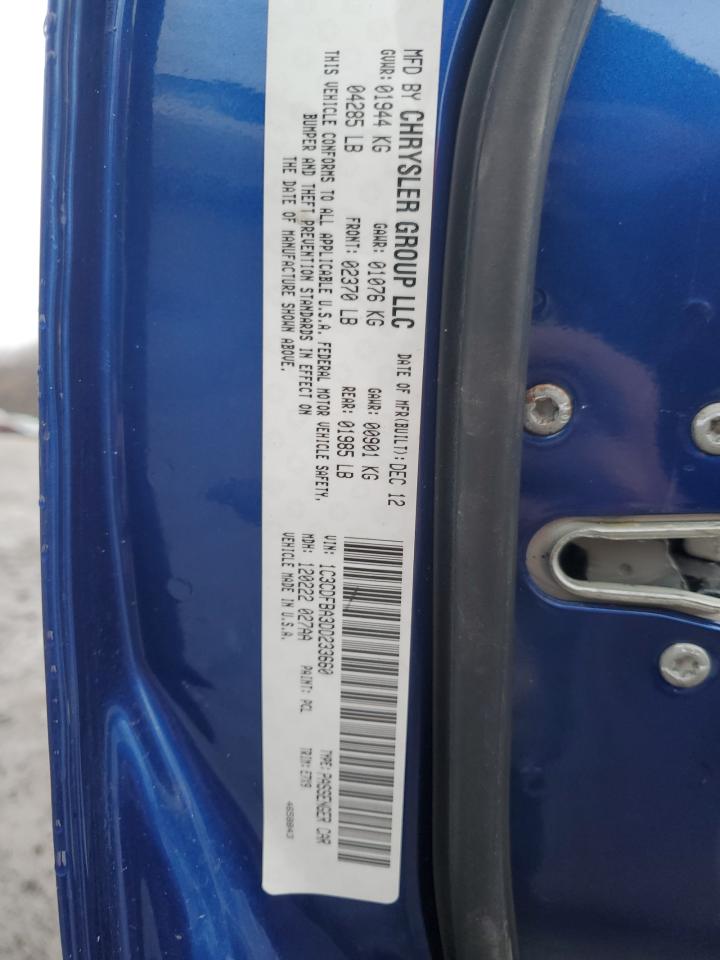 MFD BY CHRYSLER GROUP LLC DATE OF MFR(BUILT): DEC 12
GVWR: 01944 KG GAWR: 01076 KG GAWR: 00901 KG
04285 LB FRONT: 02370 LB REAR: 01985 LB
THIS VEHICLE CONFORMS TO ALL APPLICABLE U.S.A. FEDERAL MOTOR VEHICLE SAFETY,
BUMPER AND THEFT PREVENTION STANDARDS IN EFFECT ON
THE DATE OF MANUFACTURE SHOWN ABOVE.
VIN: 1C3CDFBA3DD233660 TYPE: PASSENGER CAR
MDH: 120222 027AA PAINT: PCL TRIM: E7X9
VEHICLE MADE IN U.S.A. 4658043